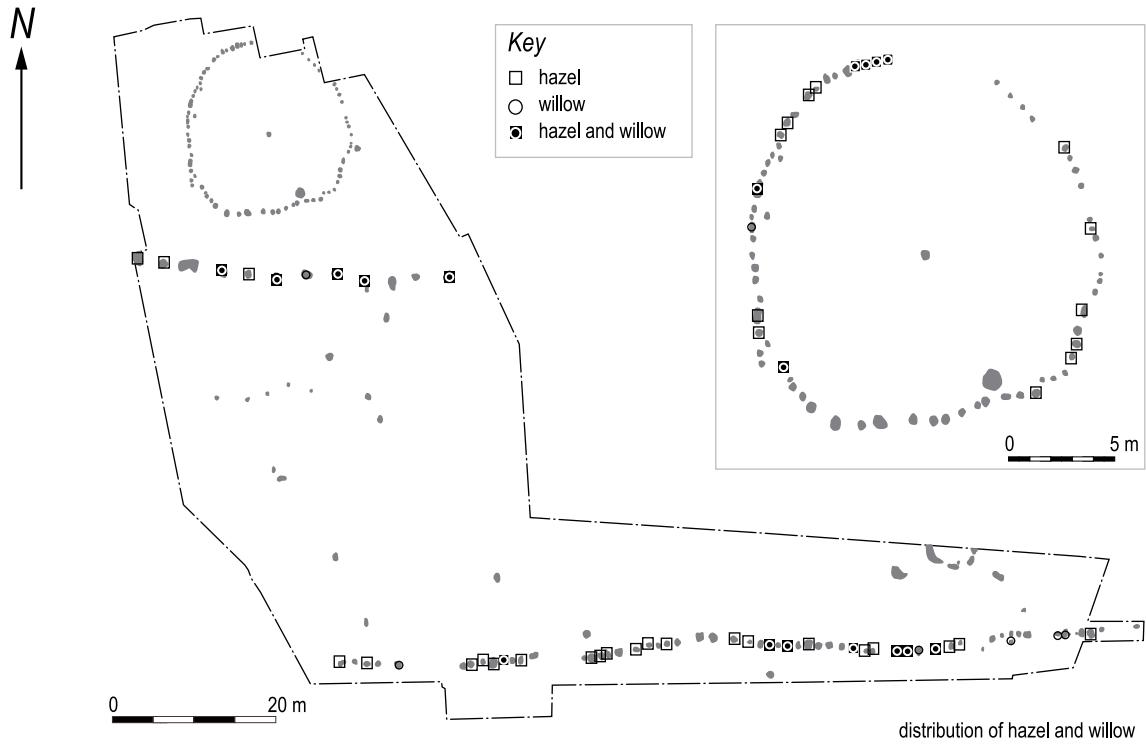 N
Key
hazel
willow
hazel and willow
0 5 m
0 20 m
distribution of hazel and willow